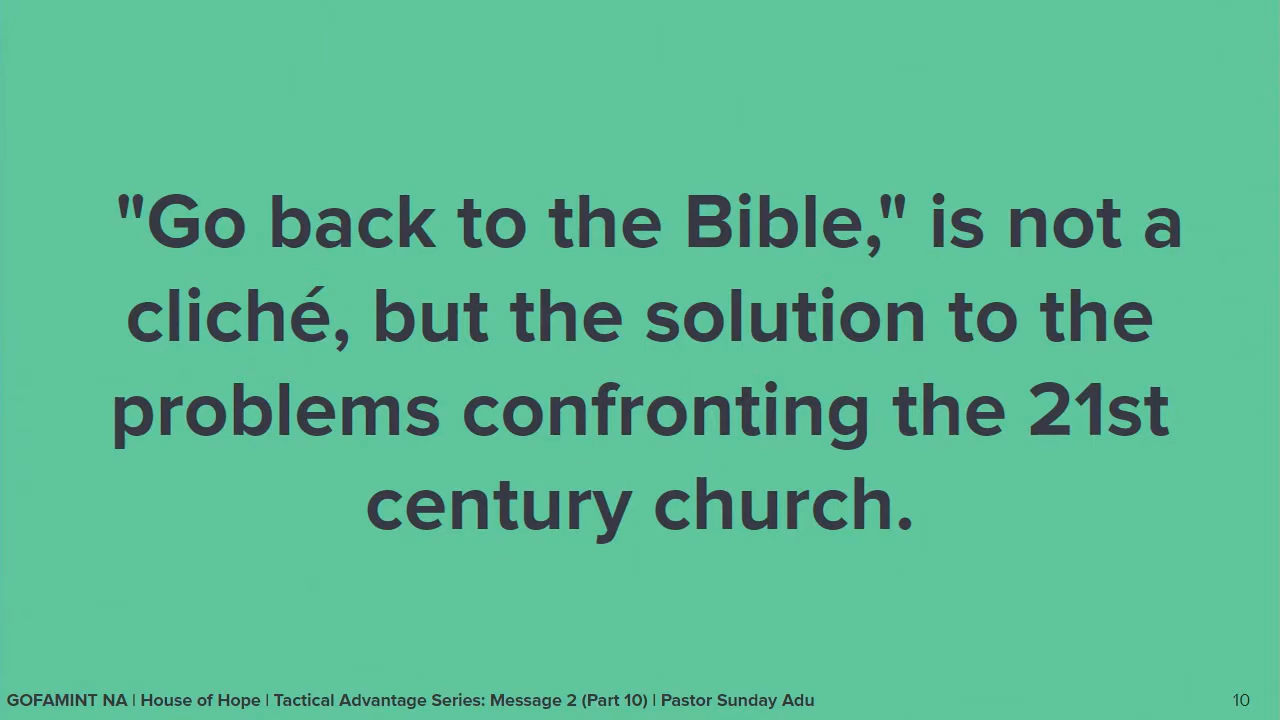 "Go back to the Bible," is not a
cliché, but the solution to the
problems confronting the 21st
century church.
GOFAMINT NA | House of Hope | Tactical Advantage Series: Message 2 (Part 10) | Pastor Sunday Adu
10